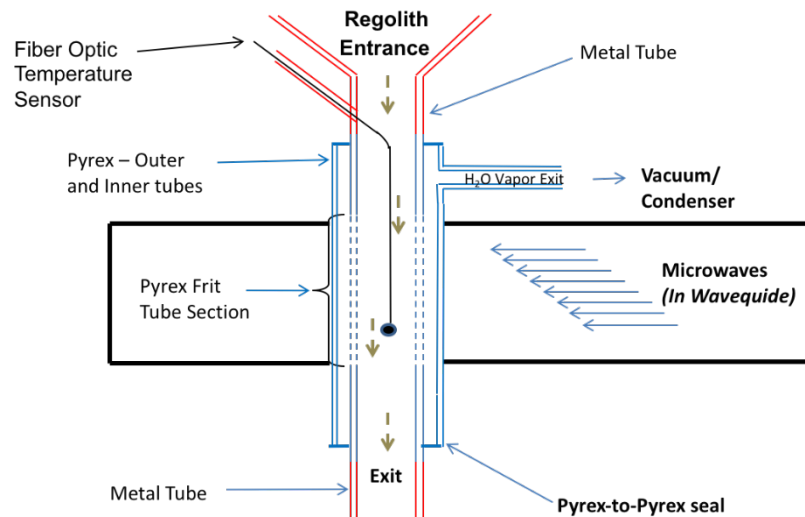 Regolith
Entrance
Fiber Optic
Temperature
Sensor
Metal Tube
Pyrex – Outer
and Inner tubes
H₂O Vapor Exit
Vacuum/
Condenser
Pyrex Frit
Tube Section
Microwaves
(In Wavequide)
Exit
Metal Tube
Pyrex-to-Pyrex seal